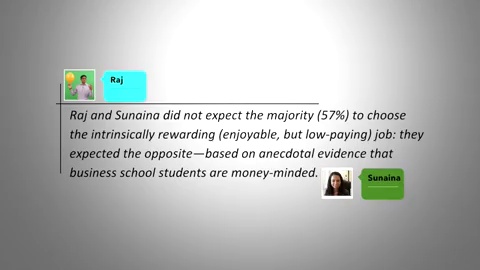 Raj
Raj and Sunaina did not expect the majority (57%) to choose
the intrinsically rewarding (enjoyable, but low-paying) job: they
expected the opposite—based on anecdotal evidence that
business school students are money-minded.
Sunaina